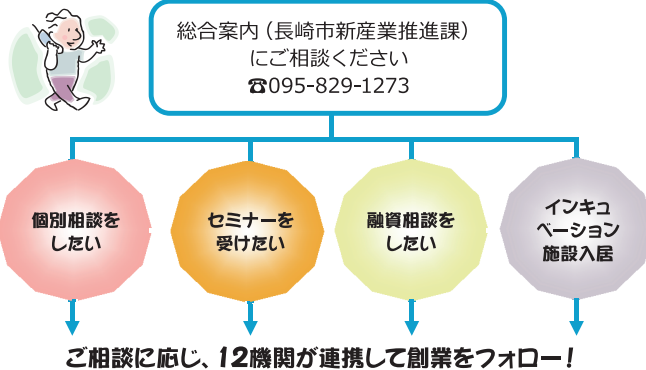 総合案内（長崎市新産業推進課）
にご相談ください
☎095-829-1273
個別相談を
したい
セミナーを
受けたい
融資相談を
したい
インキュ
ベーション
施設入居
ご相談に応じ、12機関が連携して創業をフォロー！